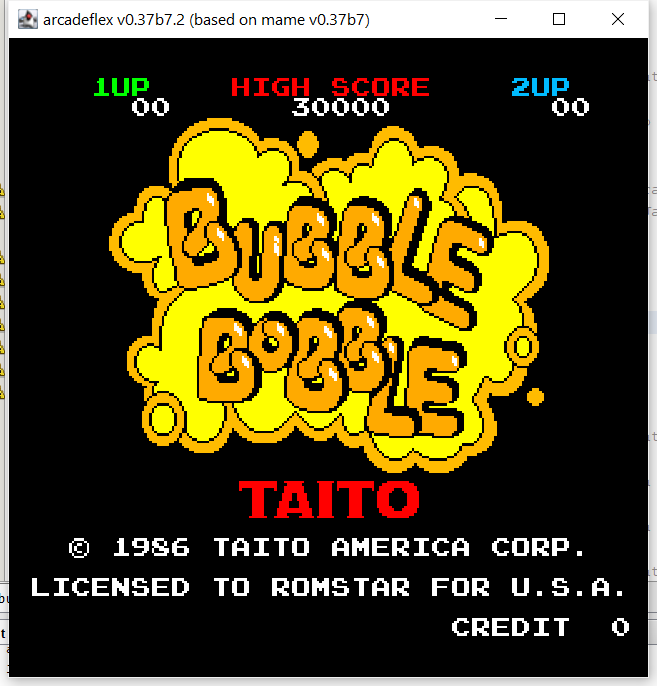 arcadeflex v0.37b7.2 (based on mame v0.37b7)
1UP HIGH SCORE 2UP
00 30000 00
BUBBLE
BOBBLE
TAITO
© 1986 TAITO AMERICA CORP.
LICENSED TO ROMSTAR FOR U.S.A.
CREDIT 0